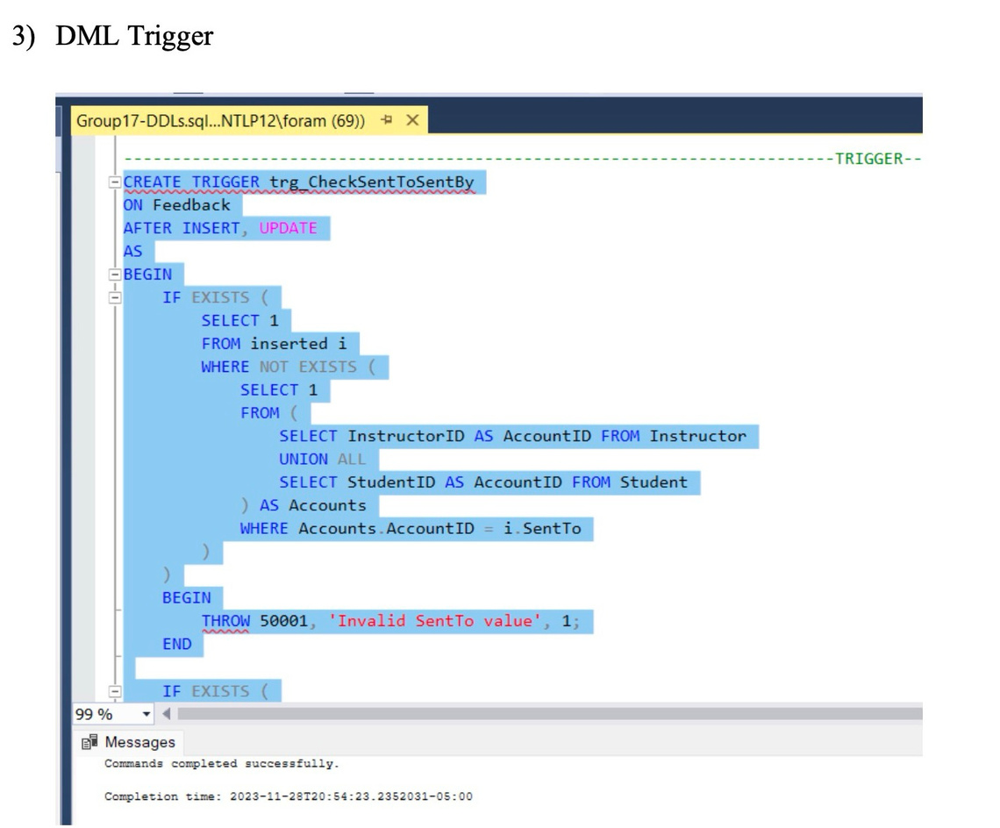 3) DML Trigger
Group17-DDLs.sql...NTLP12\foram (69))
--TRIGGER--
CREATE TRIGGER trg_CheckSentToSentBy
ON Feedback
AFTER INSERT, UPDATE
AS
BEGIN
IF EXISTS (
SELECT 1
FROM inserted i
WHERE NOT EXISTS (
SELECT 1
FROM (
SELECT InstructorID AS AccountID FROM Instructor
UNION ALL
SELECT StudentID AS AccountID FROM Student
) AS Accounts
WHERE Accounts.AccountID = i.SentTo
)
)
BEGIN
THROW 50001, 'Invalid SentTo value', 1;
END
IF EXISTS (
99 %
Messages
Commands completed successfully.
Completion time: 2023-11-28T20:54:23.2352031-05:00